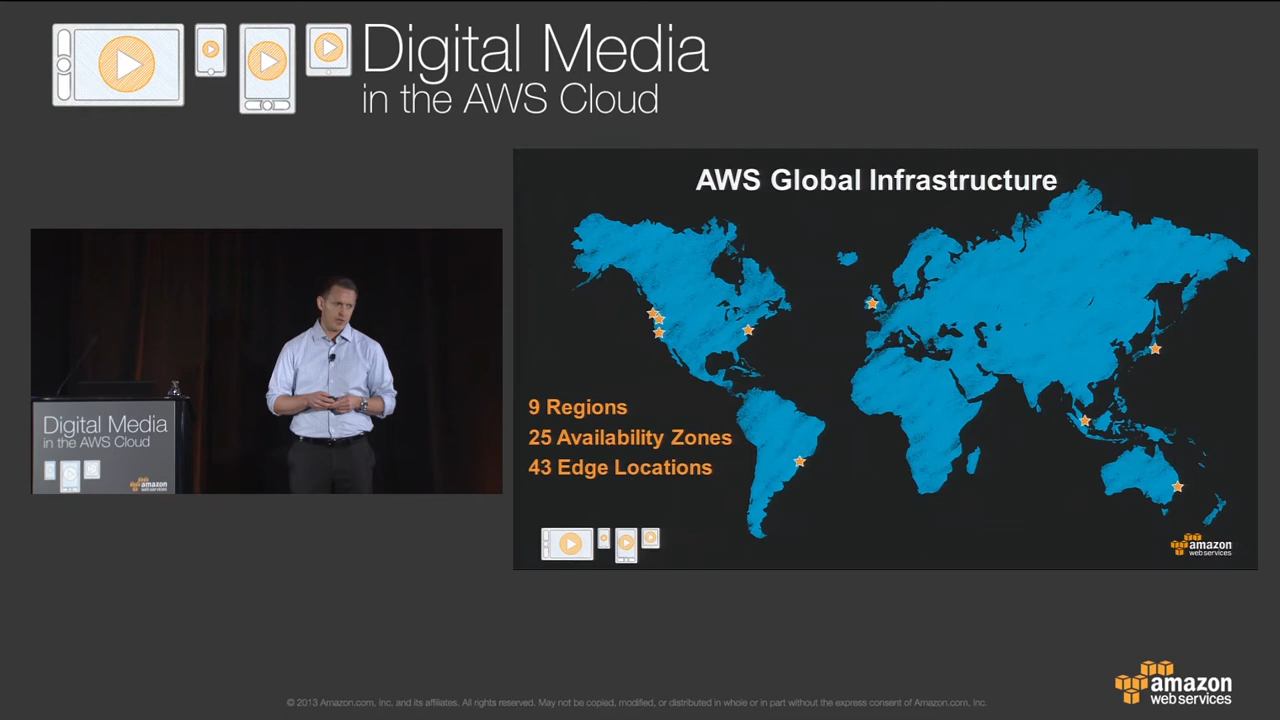 Digital Media
in the AWS Cloud
AWS Global Infrastructure
9 Regions
25 Availability Zones
43 Edge Locations
amazon
web services
Digital Media
in the AWS Cloud
amazon
web services
amazon
web services
© 2013 Amazon.com, Inc. and its affiliates. All rights reserved. May not be copied, modified, or distributed in whole or in part without the express consent of Amazon.com, Inc.